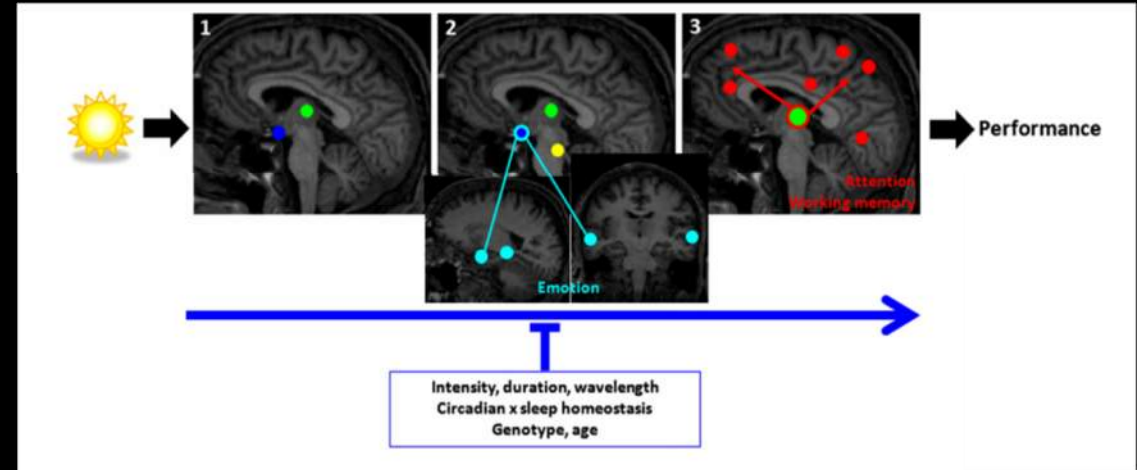 1
2
3
Performance
Attention
Working memory
Emotion
Intensity, duration, wavelength
Circadian x sleep homeostasis
Genotype, age